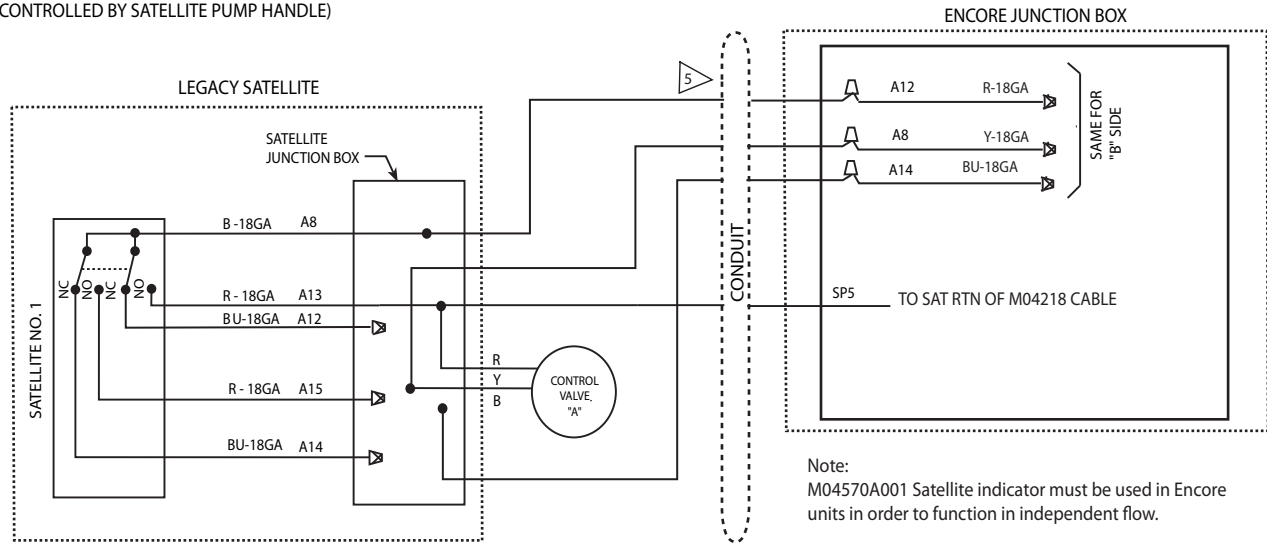 CONTROLLED BY SATELLITE PUMP HANDLE)
ENCORE JUNCTION BOX
LEGACY SATELLITE
5
SATELLITE
JUNCTION BOX
A12 R-18GA
A8 Y-18GA
A14 BU-18GA
SAME FOR
"B" SIDE
CONDUIT
B -18GA A8
SATELLITE NO. 1
NC
NO
NC
NO
R - 18GA A13
BU-18GA A12
R - 18GA A15
BU-18GA A14
R
Y
B
CONTROL
VALVE
"A"
SP5 TO SAT RTN OF M04218 CABLE
Note:
M04570A001 Satellite indicator must be used in Encore
units in order to function in independent flow.